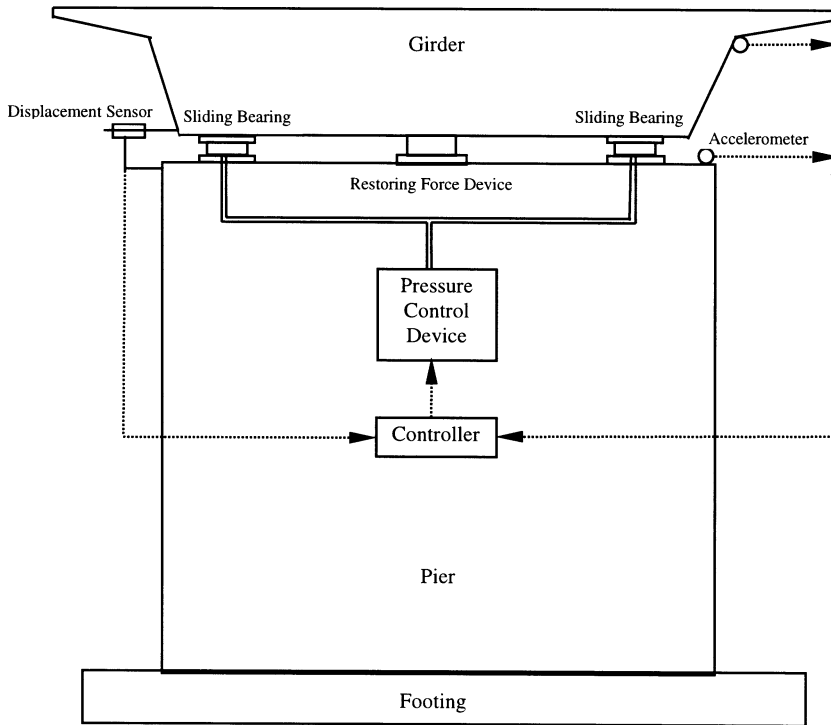 Girder
Displacement Sensor
Sliding Bearing
Sliding Bearing
Accelerometer
Restoring Force Device
Pressure
Control
Device
Controller
Pier
Footing